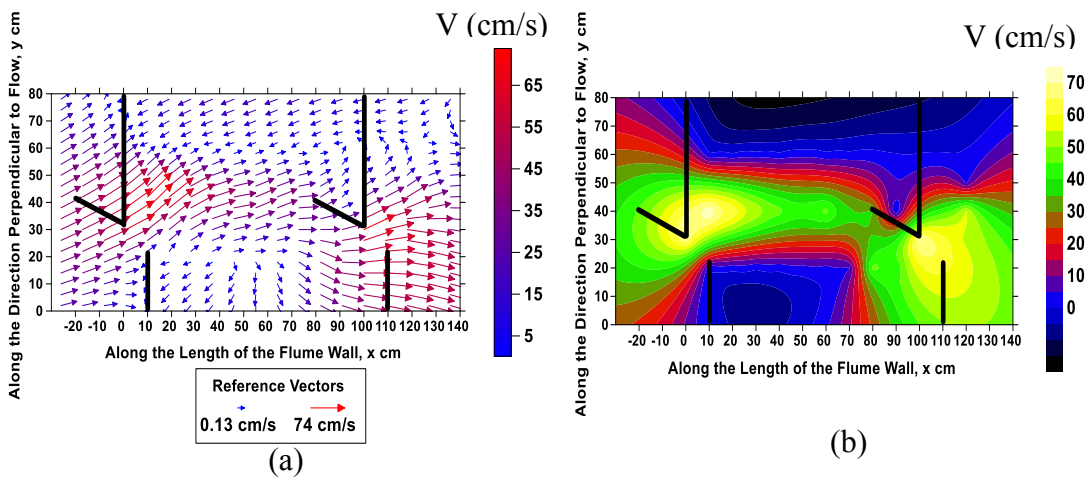 V (cm/s)
Along the Direction Perpendicular to Flow, y cm
80
70
60
50
40
30
20
10
0
-20 -10 0 10 20 30 40 50 60 70 80 90 100 110 120 130 140
Along the Length of the Flume Wall, x cm
65
55
45
35
25
15
5
Reference Vectors
0.13 cm/s 74 cm/s
(a)
V (cm/s)
Along the Direction Perpendicular to Flow, y cm
80
70
60
50
40
30
20
10
0
-20 -10 0 10 20 30 40 50 60 70 80 90 100 110 120 130 140
Along the Length of the Flume Wall, x cm
70
60
50
40
30
20
10
0
(b)